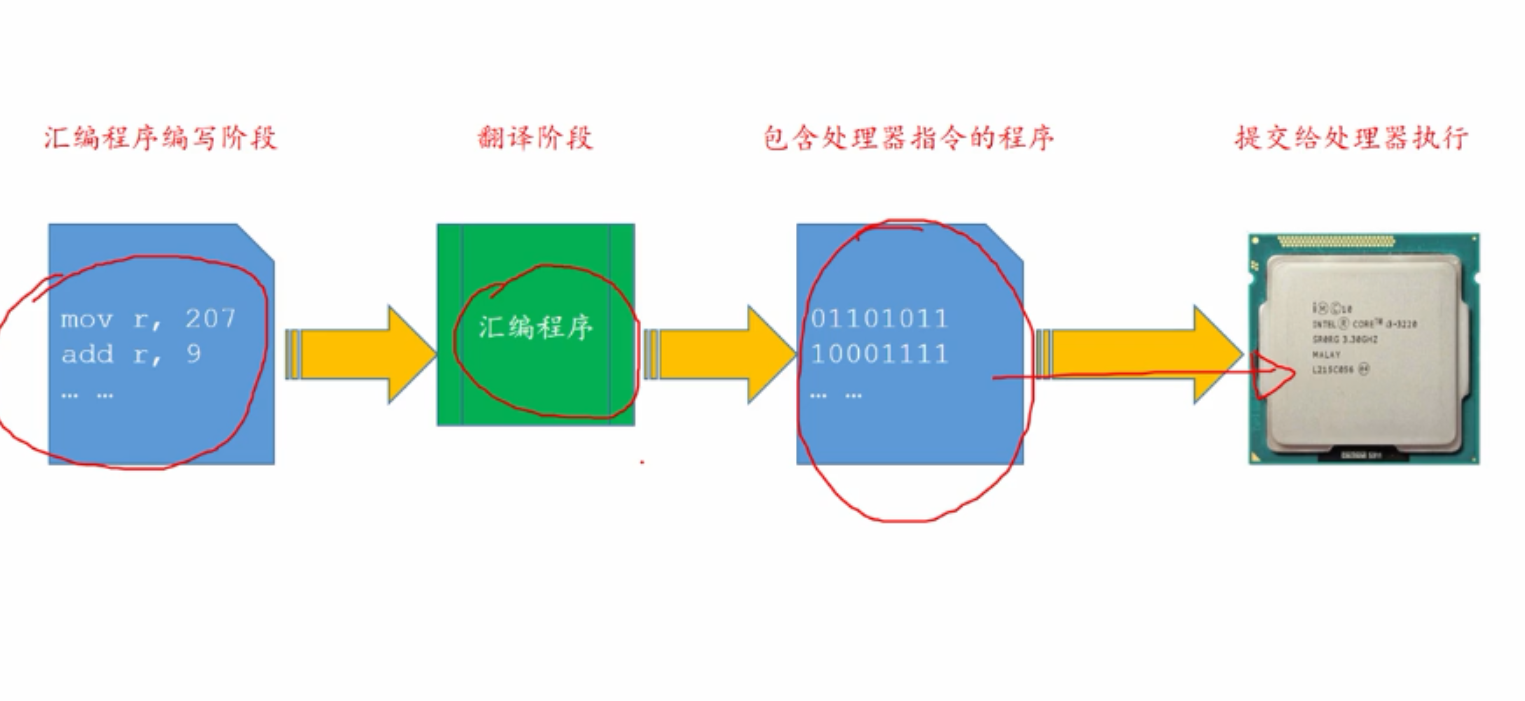 汇编程序编写阶段
翻译阶段
包含处理器指令的程序
提交给处理器执行
mov r, 207
add r, 9
… …
汇编程序
01101011
10001111
… …
INTEL Ⓡ CORE™ i3-3220
SR0RG 3.30GHZ
MALAY